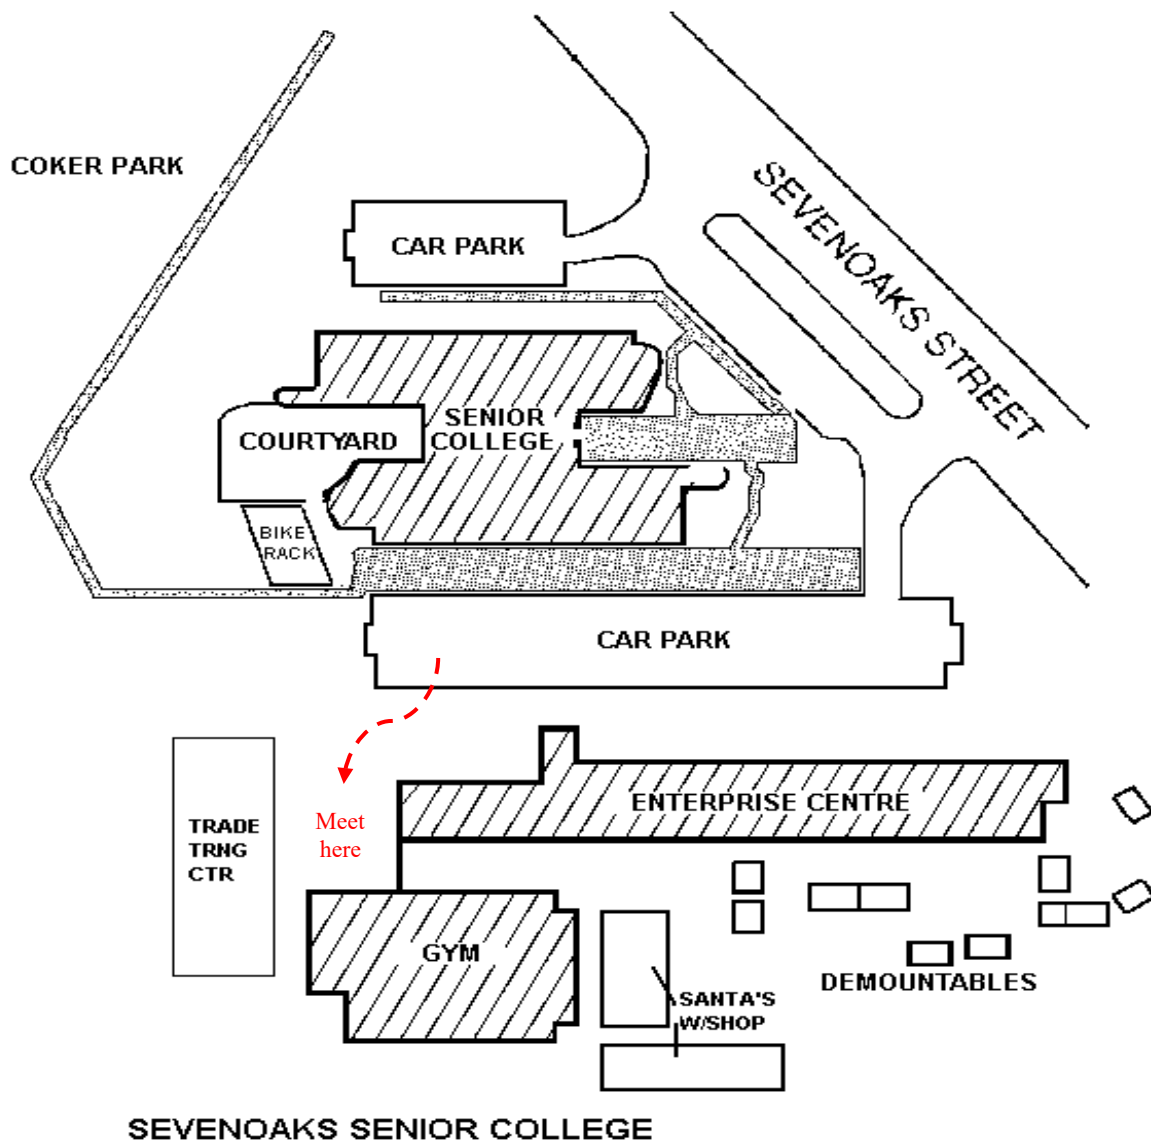 COKER PARK
SEVENOAKS STREET
CAR PARK
SENIOR
COLLEGE
COURTYARD
BIKE
RACK
CAR PARK
TRADE
TRNG
CTR
Meet
here
ENTERPRISE CENTRE
GYM
DEMOUNTABLES
SANTA'S
W/SHOP
SEVENOAKS SENIOR COLLEGE